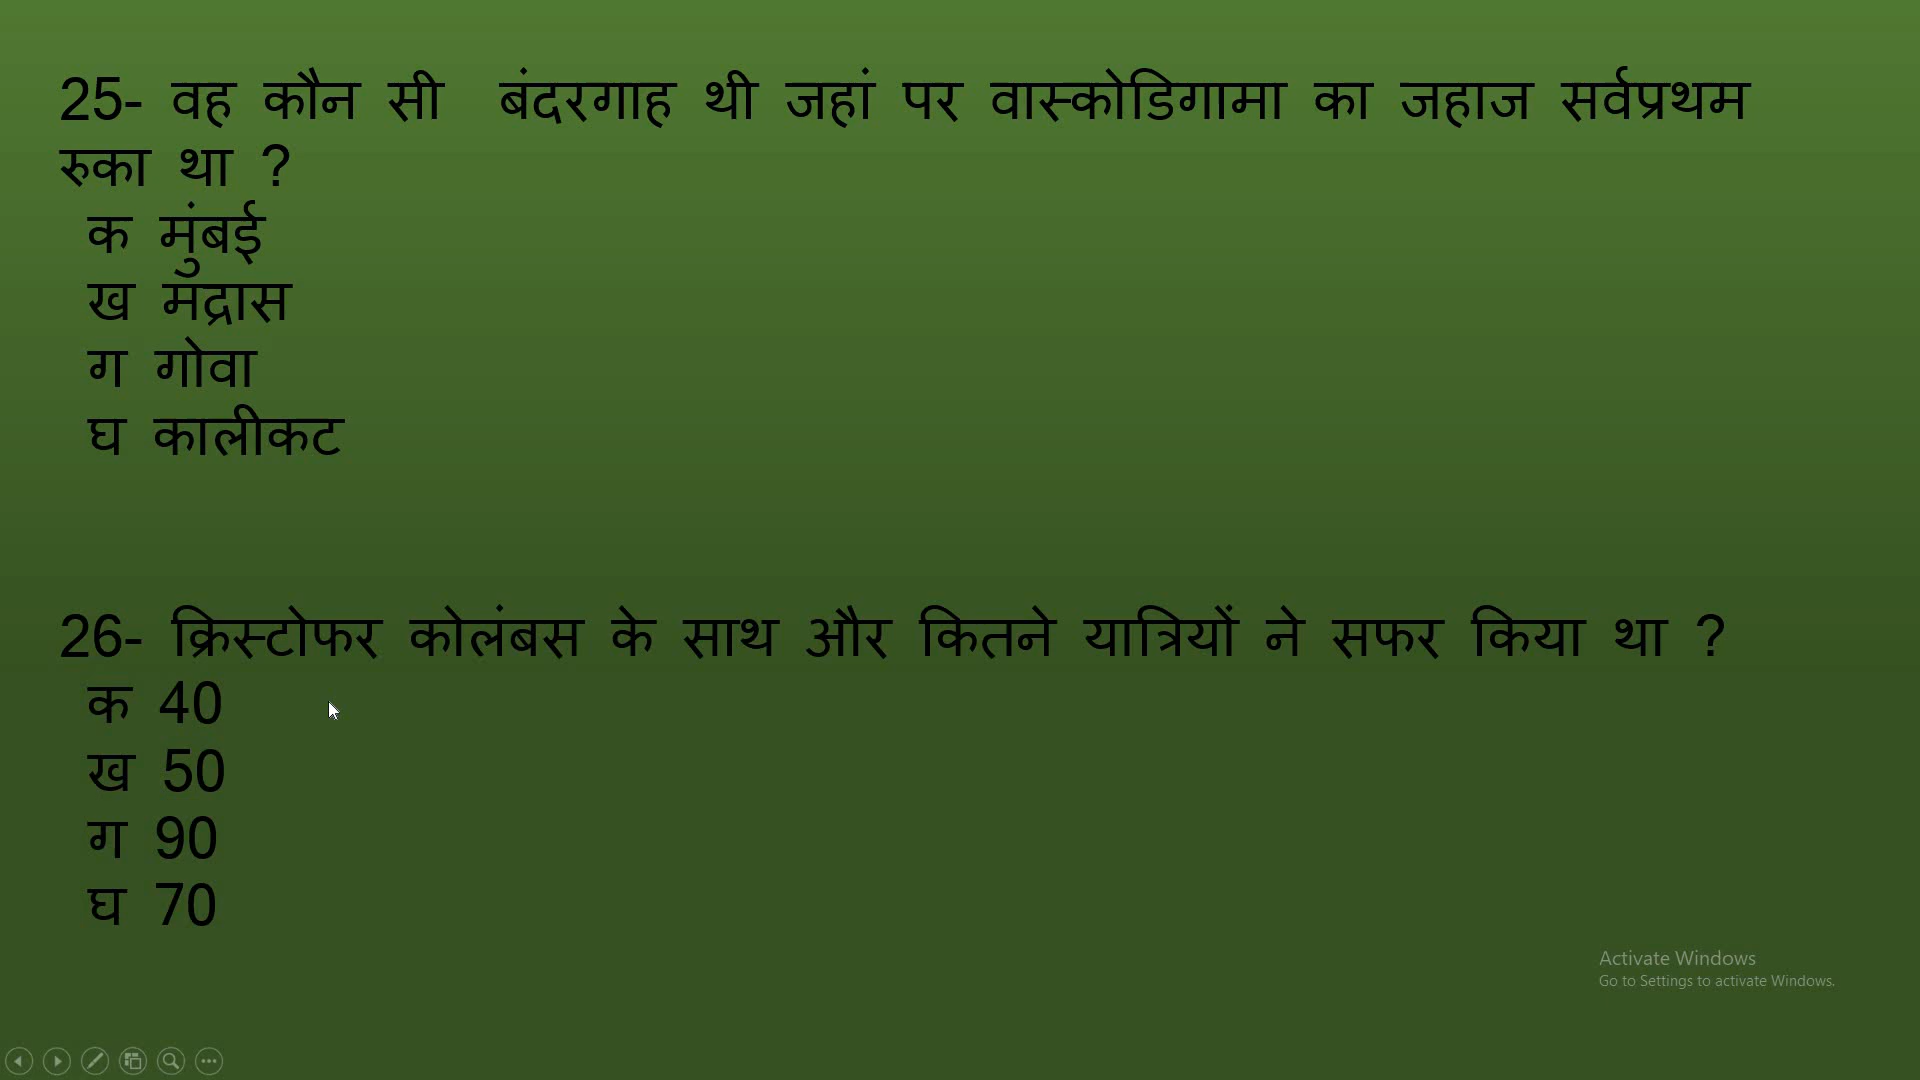 25- वह कौन सी बंदरगाह थी जहां पर वास्कोडिगामा का जहाज सर्वप्रथम
रुका था ?
क मुंबई
ख मद्रास
ग गोवा
घ कालीकट
26- क्रिस्टोफर कोलंबस के साथ और कितने यात्रियों ने सफर किया था ?
क 40
ख 50
ग 90
घ 70
Activate Windows
Go to Settings to activate Windows.